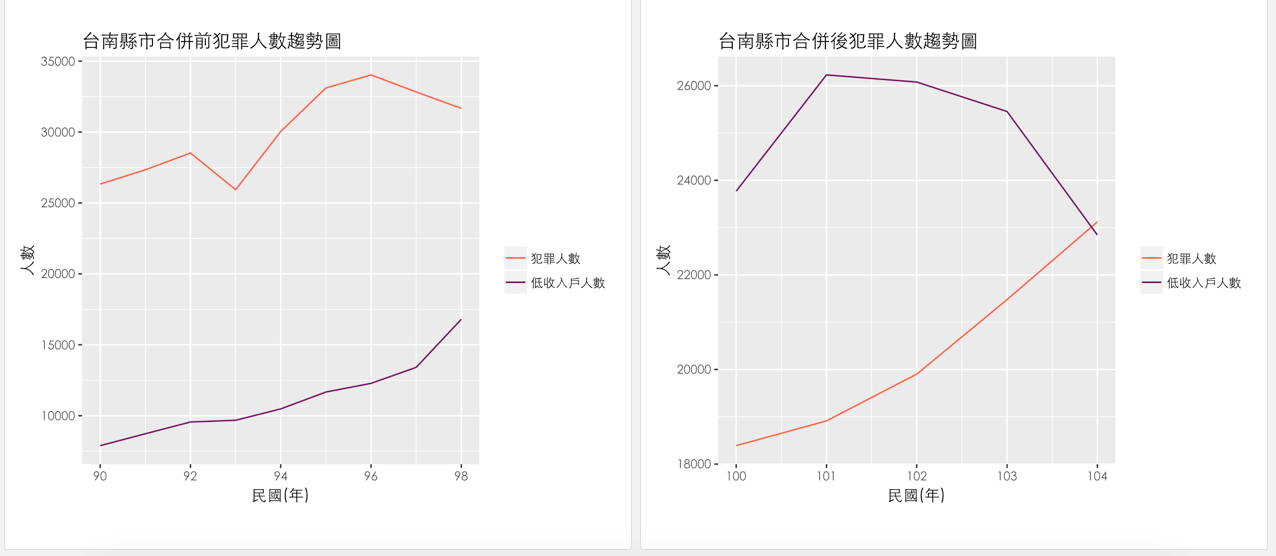 台南縣市合併前犯罪人數趨勢圖
35000
30000
25000
20000
15000
10000
人數
90 92 94 96 98
民國(年)
犯罪人數
低收入戶人數
台南縣市合併後犯罪人數趨勢圖
26000
24000
22000
20000
18000
人數
100 101 102 103 104
民國(年)
犯罪人數
低收入戶人數